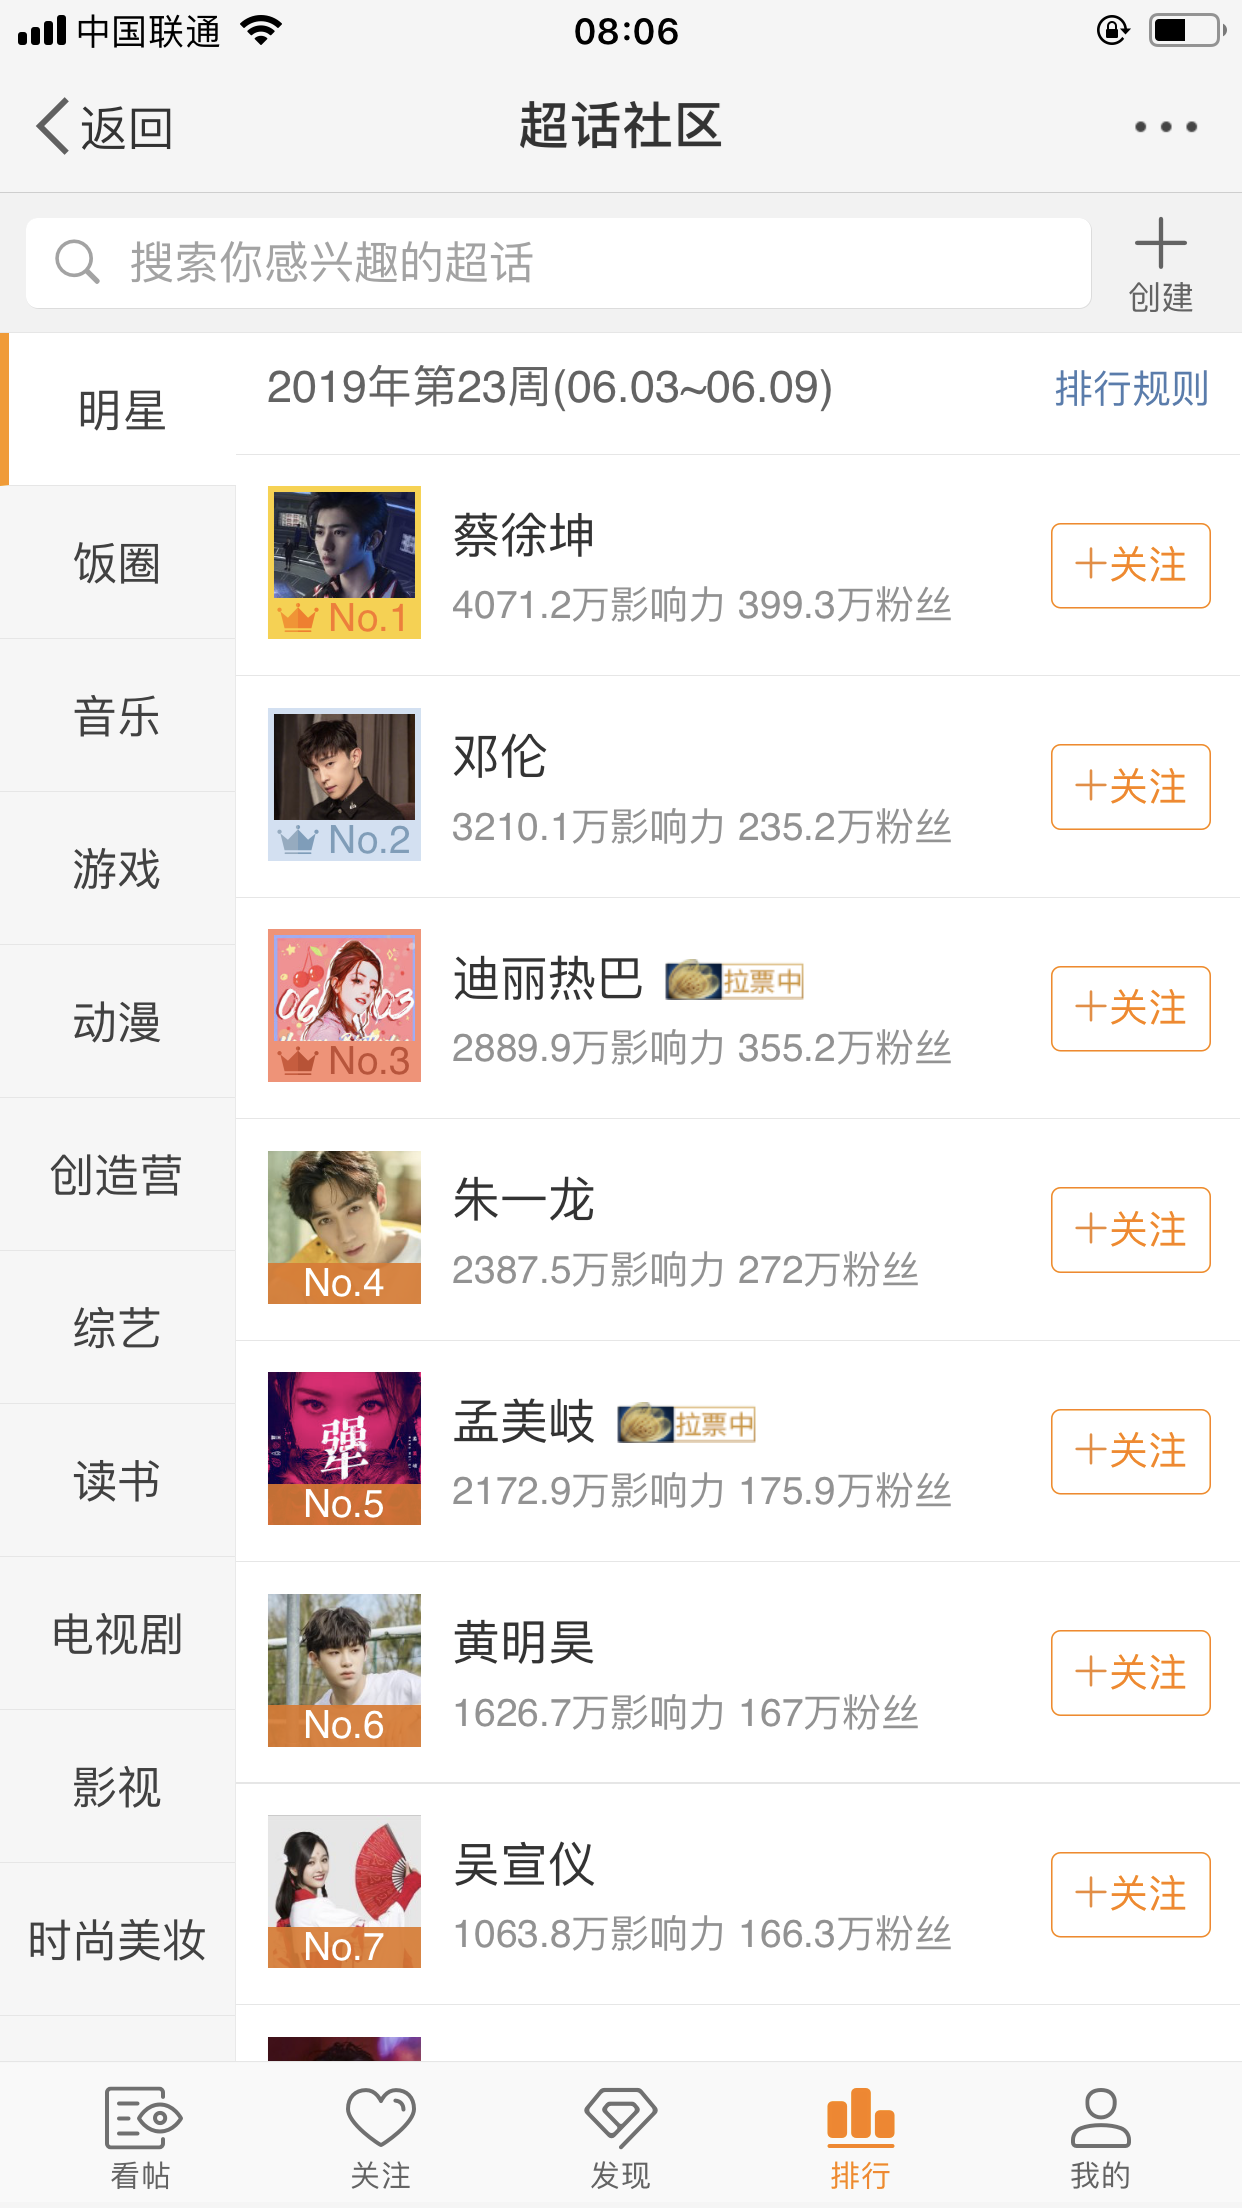 中国联通
08:06
返回
超话社区
搜索你感兴趣的超话
创建
明星
饭圈
音乐
游戏
动漫
创造营
综艺
读书
电视剧
影视
时尚美妆
2019年第23周(06.03~06.09)
排行规则
No.1
蔡徐坤
4071.2万影响力 399.3万粉丝
+关注
No.2
邓伦
3210.1万影响力 235.2万粉丝
+关注
06 03
No.3
迪丽热巴
拉票中
2889.9万影响力 355.2万粉丝
+关注
No.4
朱一龙
2387.5万影响力 272万粉丝
+关注
犟
No.5
孟美岐
拉票中
2172.9万影响力 175.9万粉丝
+关注
No.6
黄明昊
1626.7万影响力 167万粉丝
+关注
No.7
吴宣仪
1063.8万影响力 166.3万粉丝
+关注
看帖
关注
发现
排行
我的